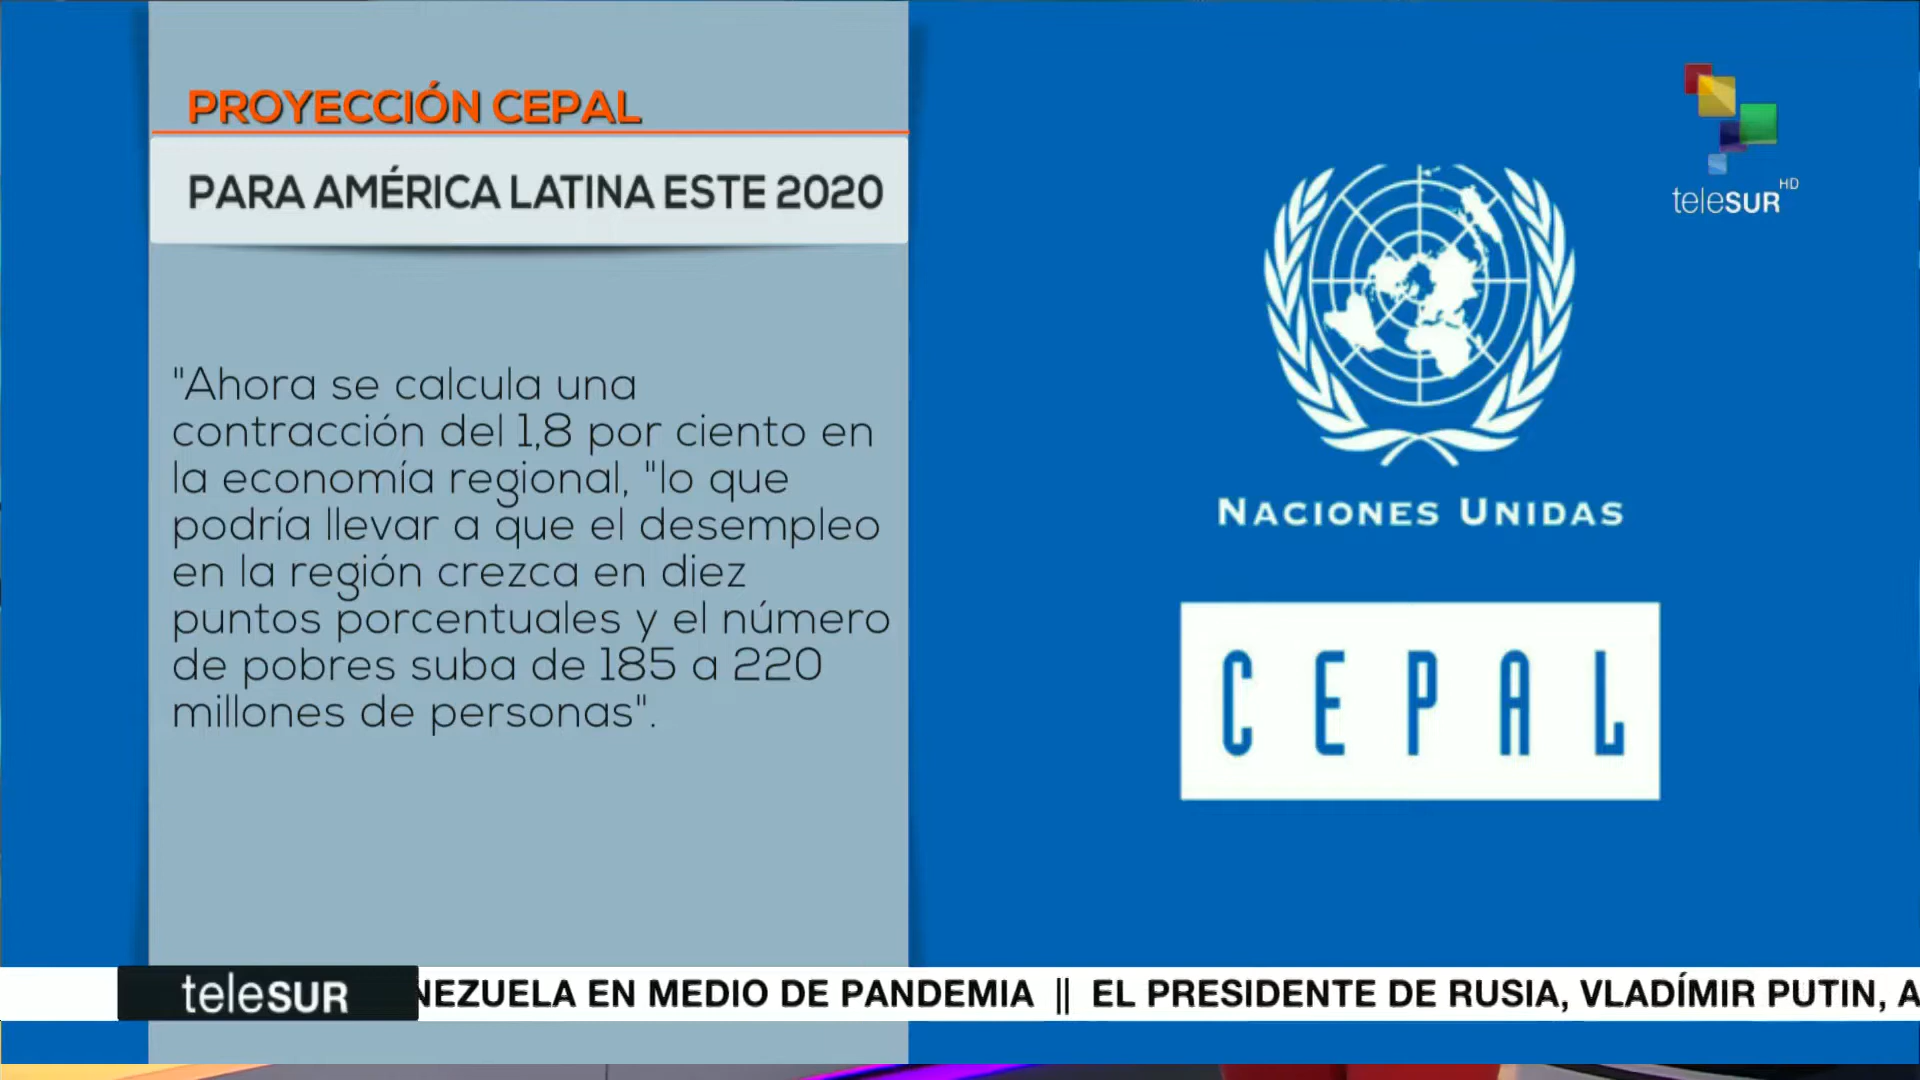 PROYECCIÓN CEPAL
PARA AMÉRICA LATINA ESTE 2020
"Ahora se calcula una
contracción del 1,8 por ciento en
la economía regional, "lo que
podría llevar a que el desempleo
en la región crezca en diez
puntos porcentuales y el número
de pobres suba de 185 a 220
millones de personas".
teleSUR HD
NACIONES UNIDAS
CEPAL
teleSUR
NEZUELA EN MEDIO DE PANDEMIA || EL PRESIDENTE DE RUSIA, VLADÍMIR PUTIN, A